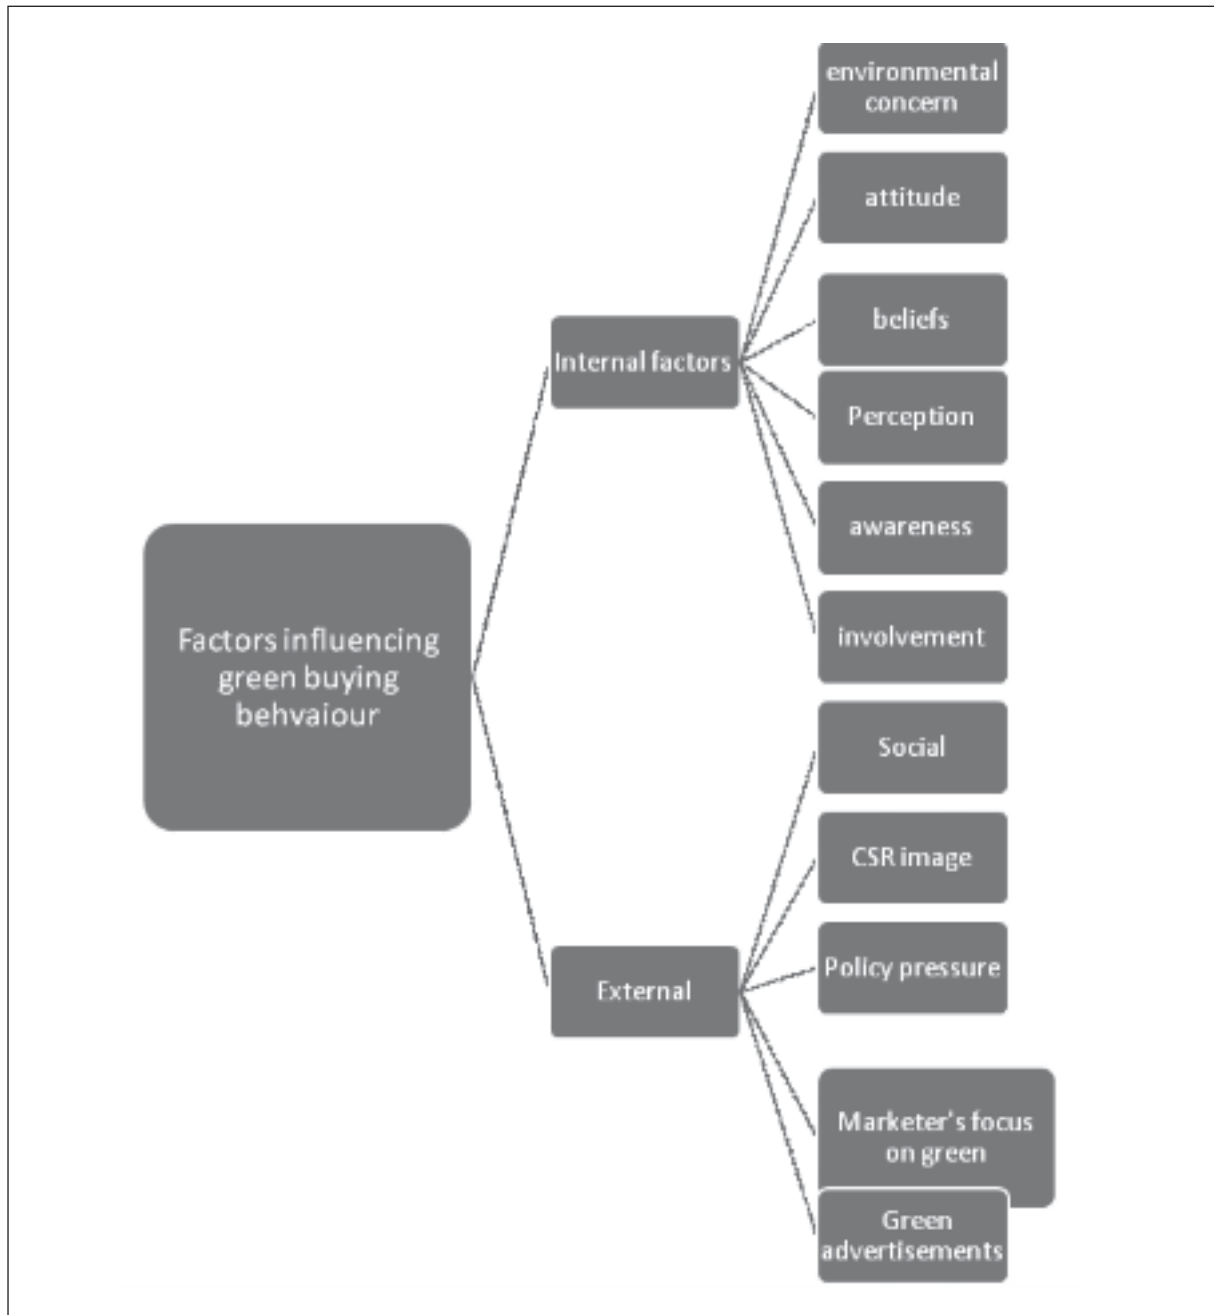 environmental
concern
attitude
beliefs
Internal factors
Perception
awareness
Factors influencing
green buying
behvaiour
involvement
Social
CSR image
Policy pressure
External
Marketer's focus
on green
Green
advertisements